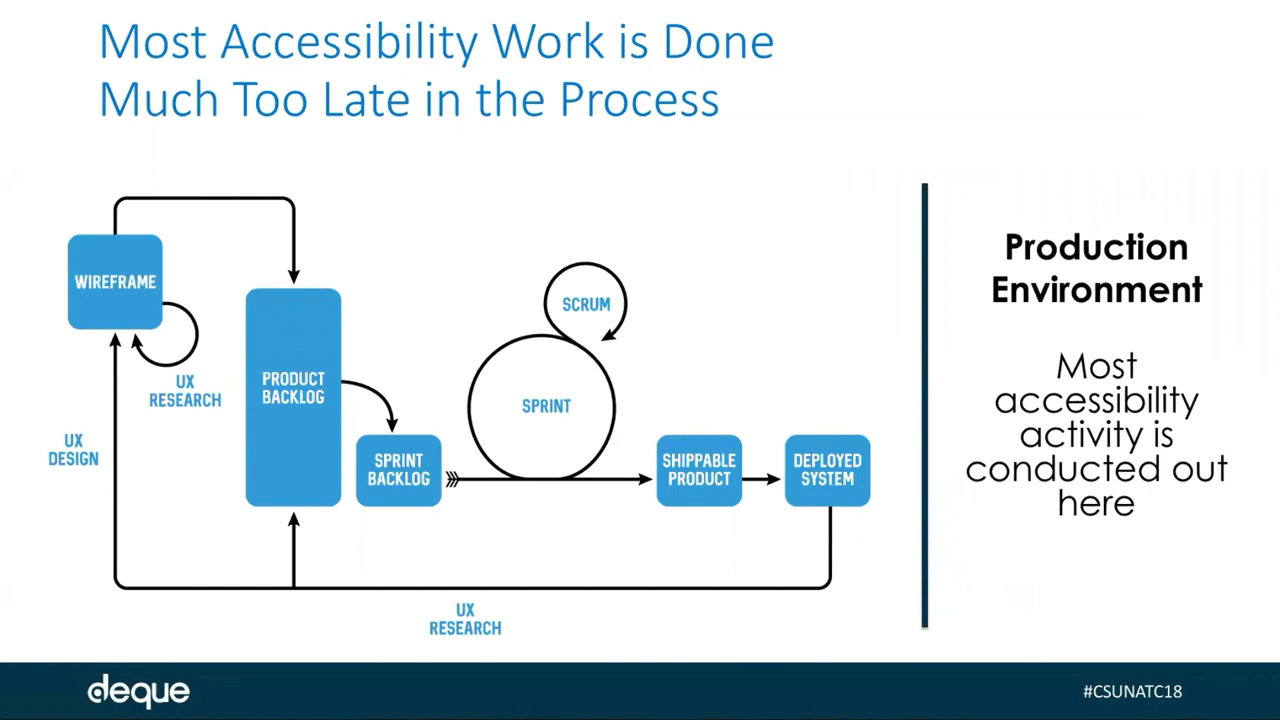 Most Accessibility Work is Done
Much Too Late in the Process
WIREFRAME
UX
RESEARCH
UX
DESIGN
PRODUCT
BACKLOG
SPRINT
BACKLOG
SCRUM
SPRINT
SHIPPABLE
PRODUCT
DEPLOYED
SYSTEM
UX
RESEARCH
Production
Environment
Most
accessibility
activity is
conducted out
here
deque
#CSUNATC18